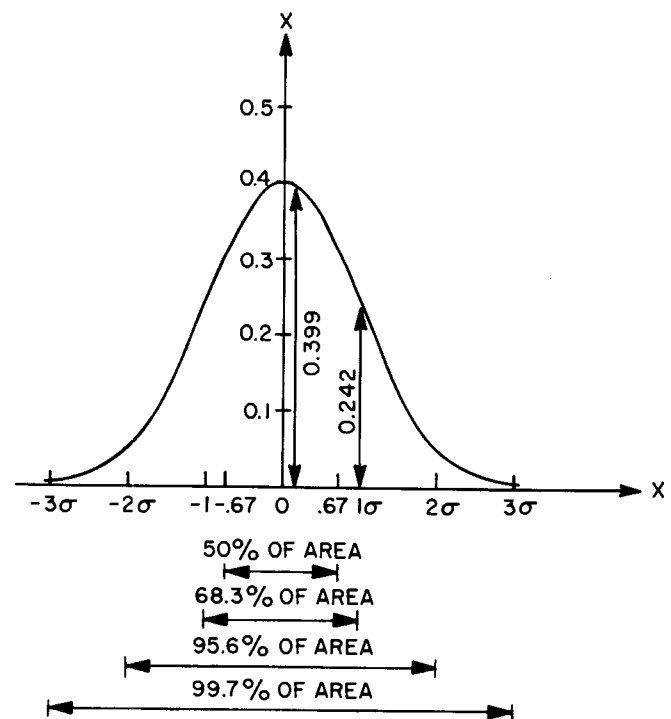 X
0.5
0.4
0.3
0.2
0.1
0.399
0.242
X
-3σ -2σ -1 -.67 0 .67 1σ 2σ 3σ
50% OF AREA
68.3% OF AREA
95.6% OF AREA
99.7% OF AREA